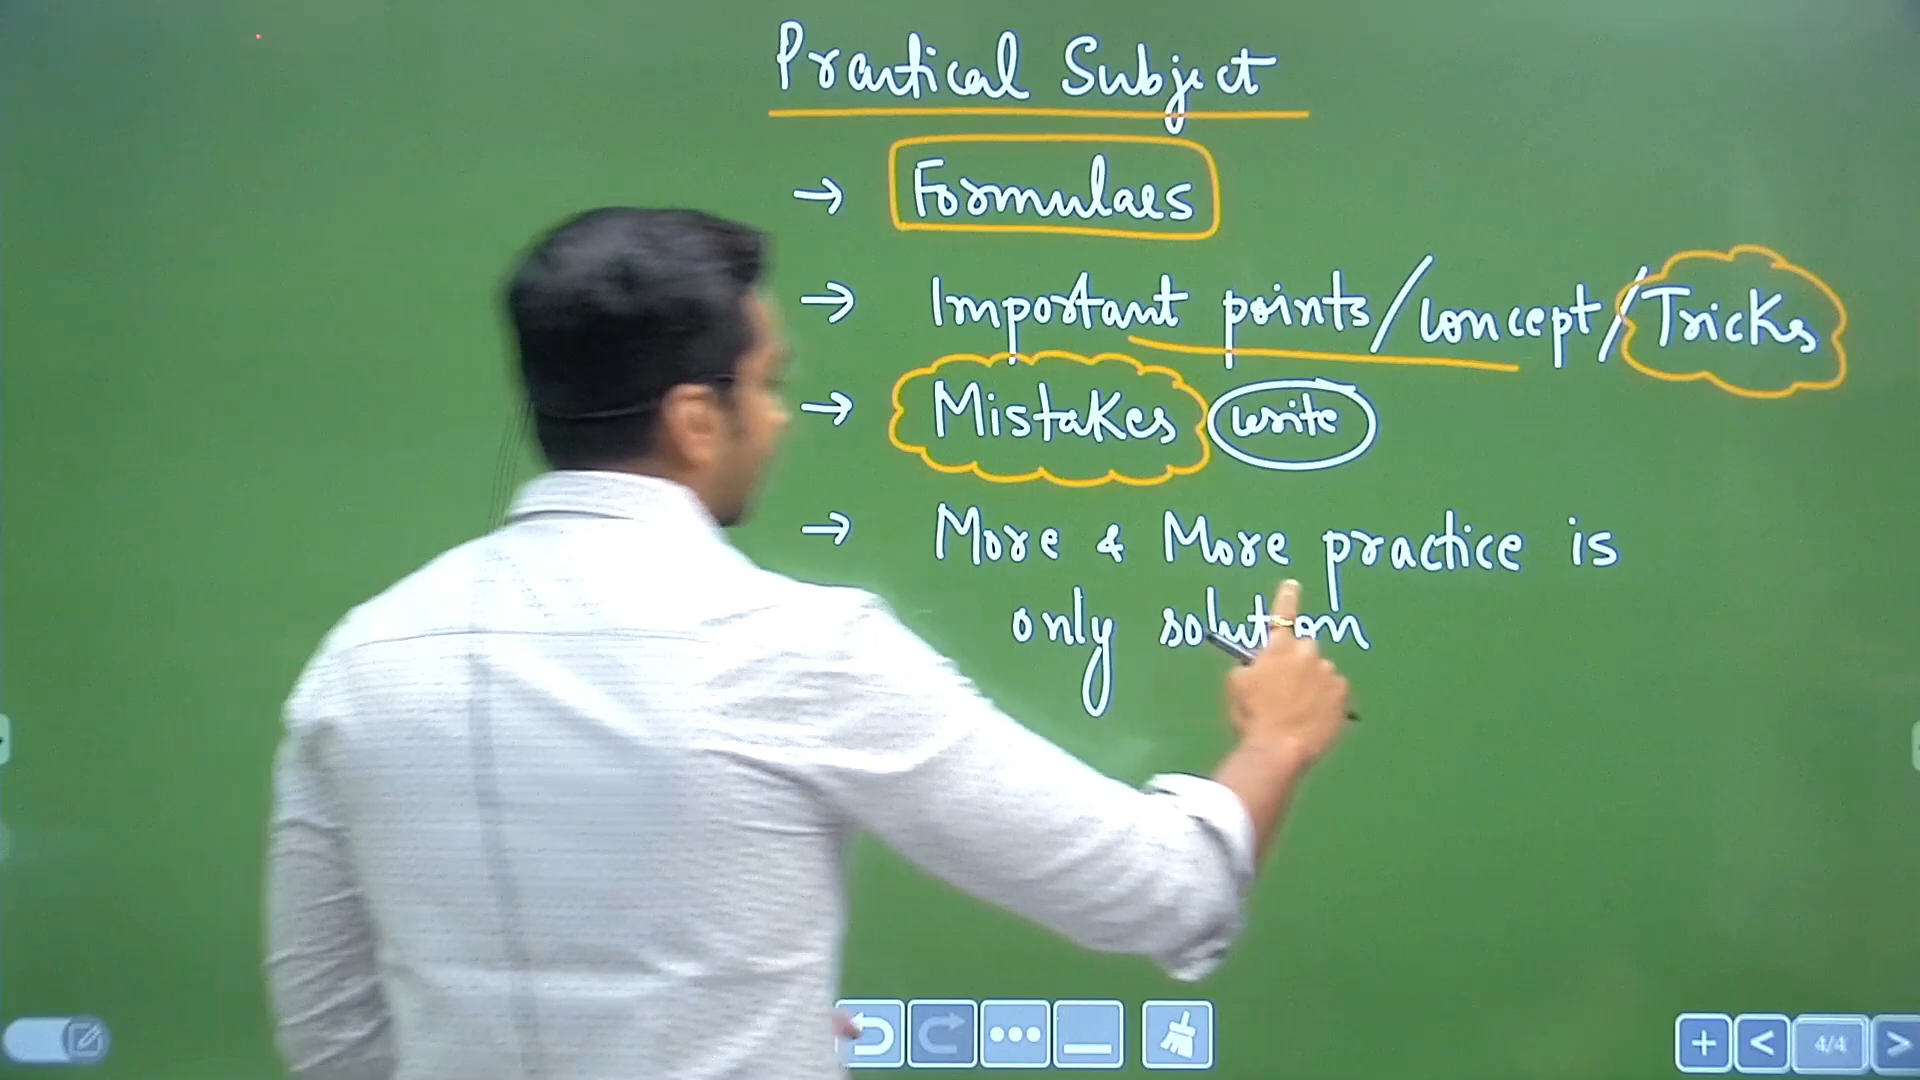 Practical Subject
→ Formulaes
→ Important points/concept/Tricks
→ Mistakes write
→ More & More practice is
only solution
4/4